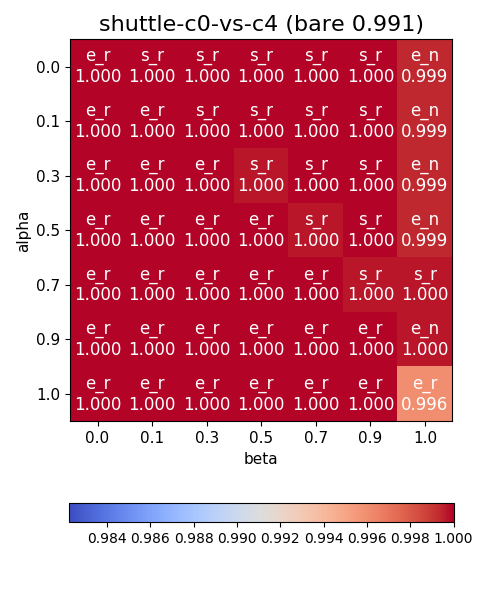 shuttle-c0-vs-c4 (bare 0.991)
0.0 e_r s_r s_r s_r s_r s_r e_n
1.000 1.000 1.000 1.000 1.000 1.000 0.999
0.1 e_r e_r s_r s_r s_r s_r e_n
1.000 1.000 1.000 1.000 1.000 1.000 0.999
0.3 e_r e_r e_r s_r s_r s_r e_n
1.000 1.000 1.000 1.000 1.000 1.000 0.999
0.5 e_r e_r e_r e_r s_r s_r e_n
1.000 1.000 1.000 1.000 1.000 1.000 0.999
0.7 e_r e_r e_r e_r e_r s_r s_r
1.000 1.000 1.000 1.000 1.000 1.000 1.000
0.9 e_r e_r e_r e_r e_r e_r e_n
1.000 1.000 1.000 1.000 1.000 1.000 1.000
1.0 e_r e_r e_r e_r e_r e_r e_r
1.000 1.000 1.000 1.000 1.000 1.000 0.996
alpha
0.0 0.1 0.3 0.5 0.7 0.9 1.0
beta
0.984 0.986 0.988 0.990 0.992 0.994 0.996 0.998 1.000